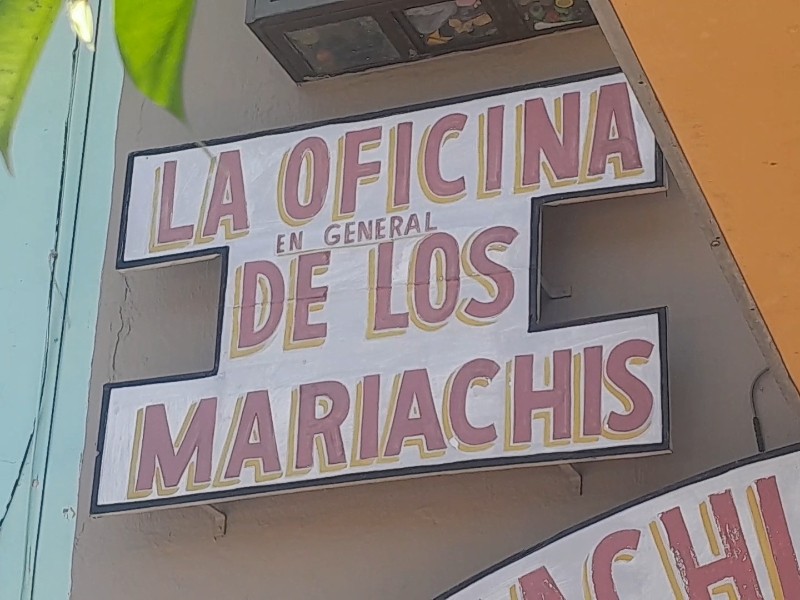 LA OFICINA
EN GENERAL
DE LOS
MARIACHIS